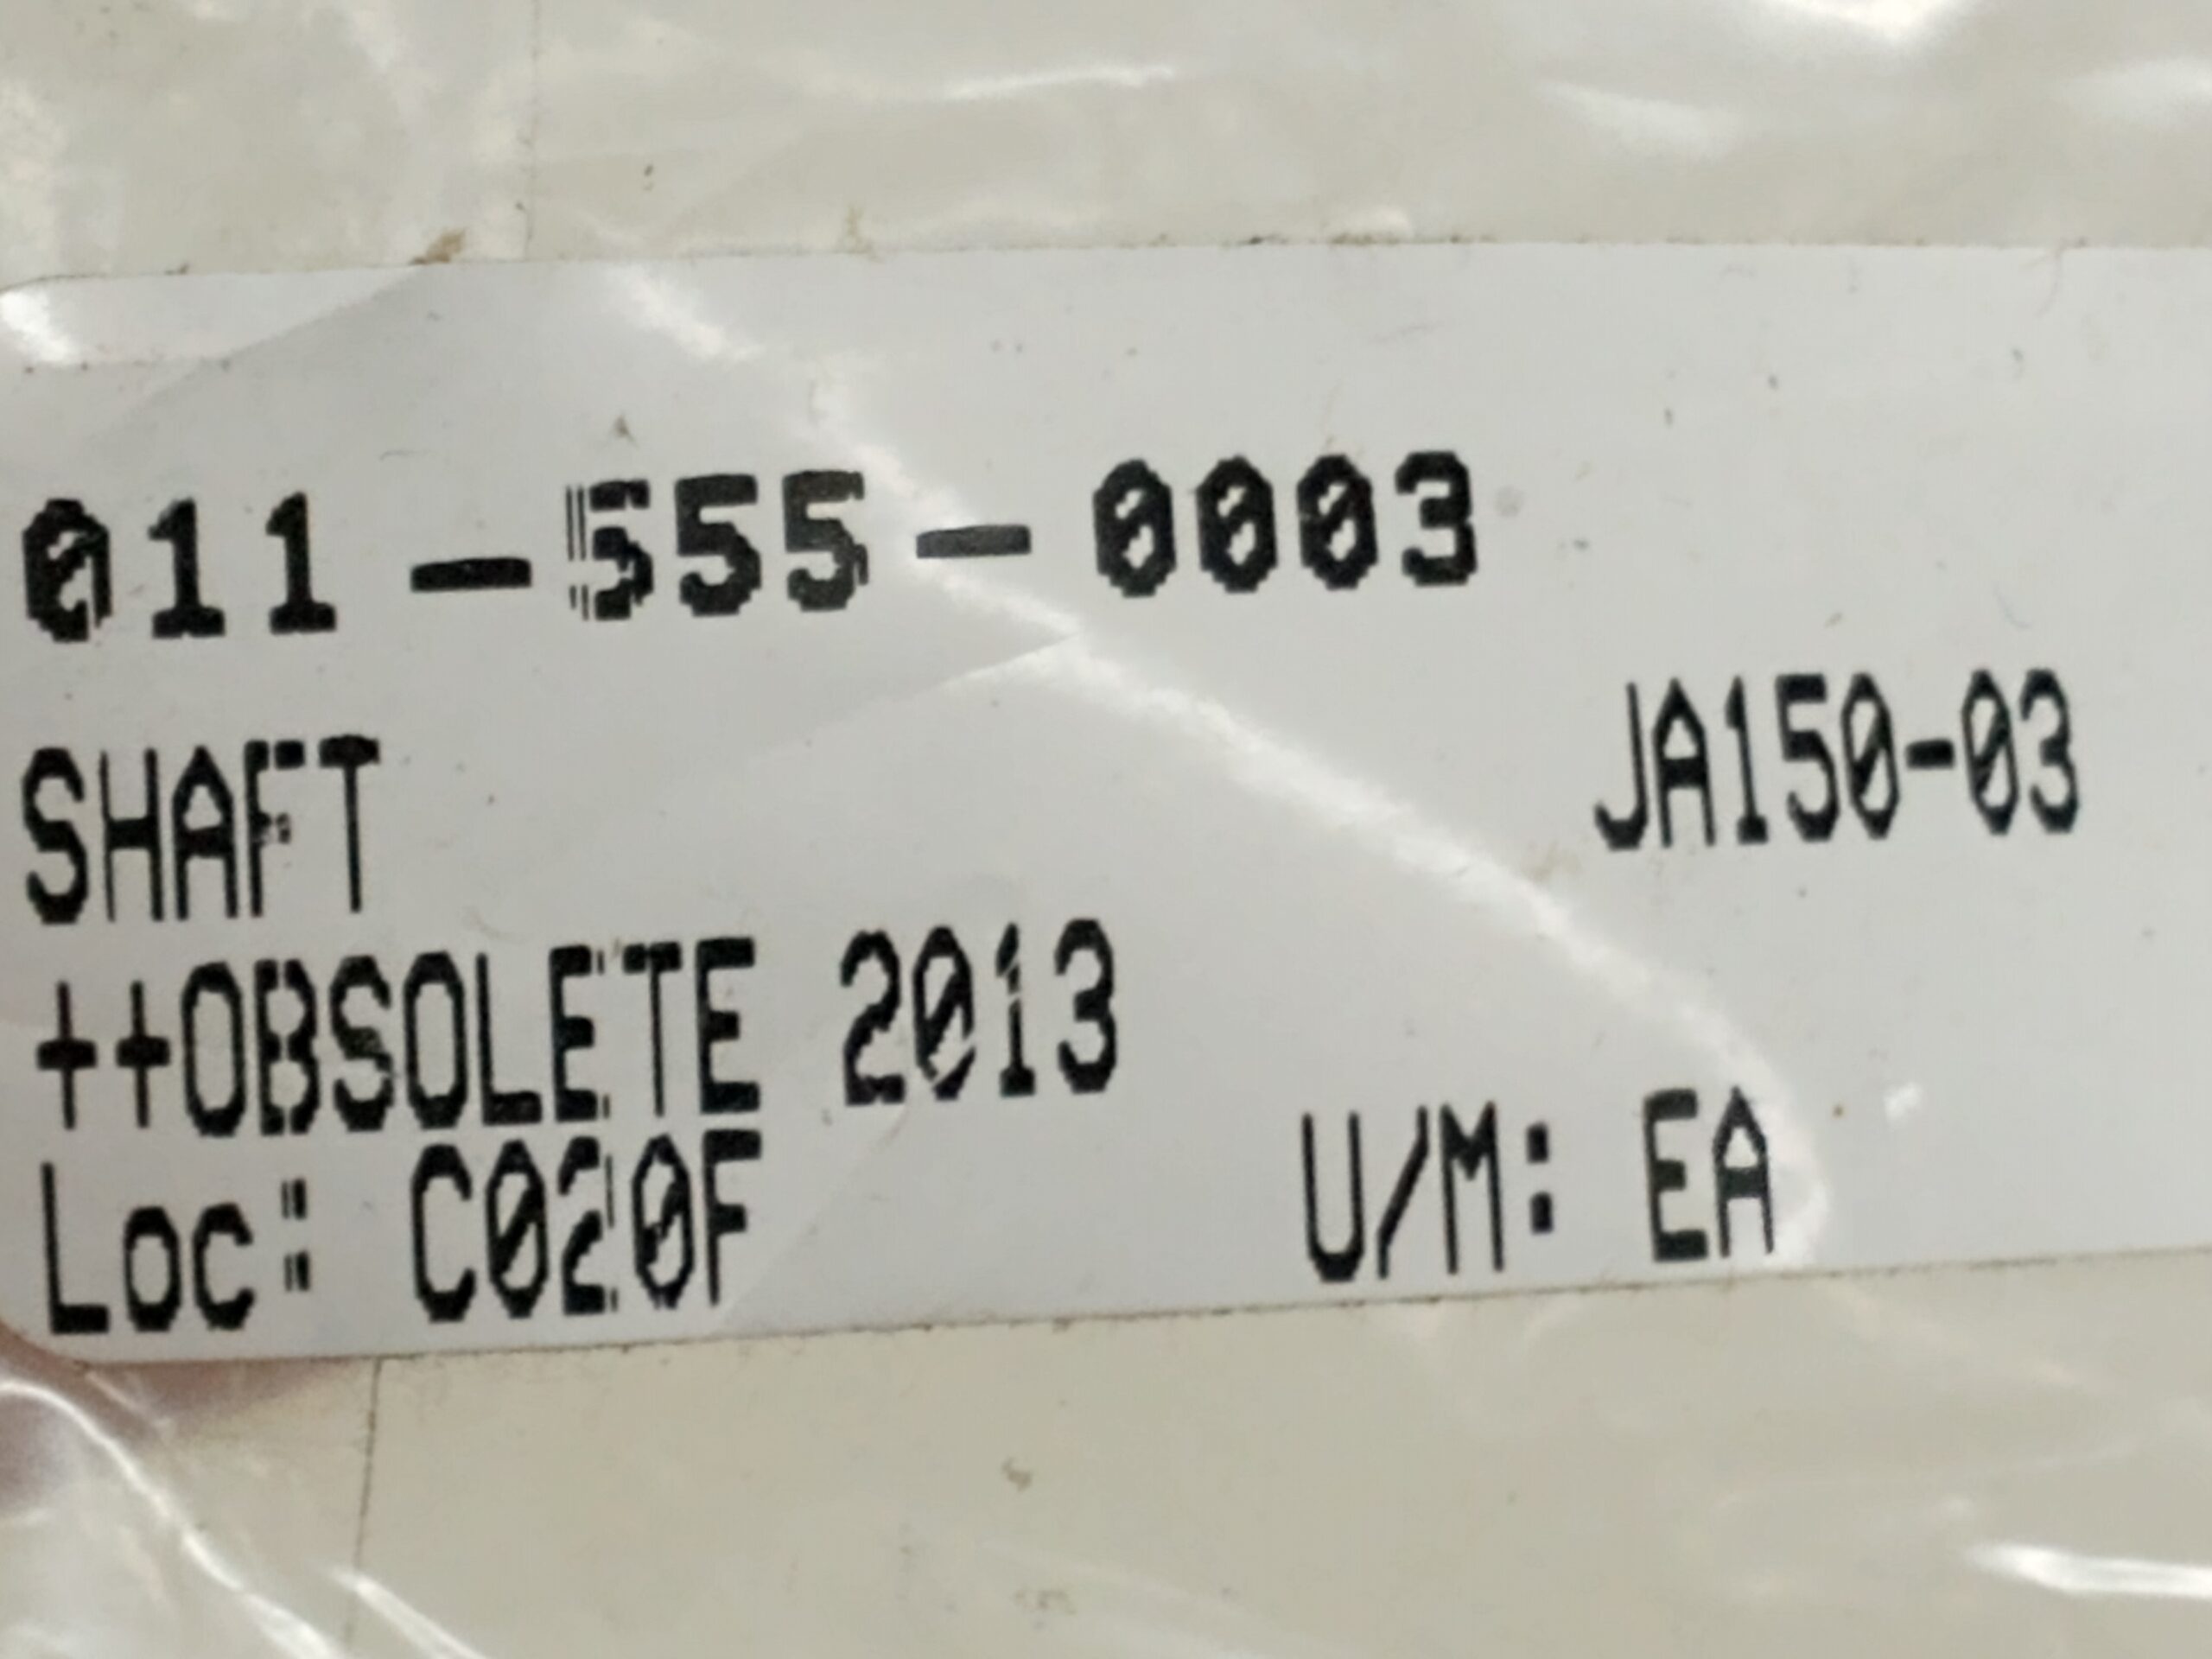 011-555-0003
SHAFT JA150-03
++OBSOLETE 2013
Loc: C020F U/M: EA